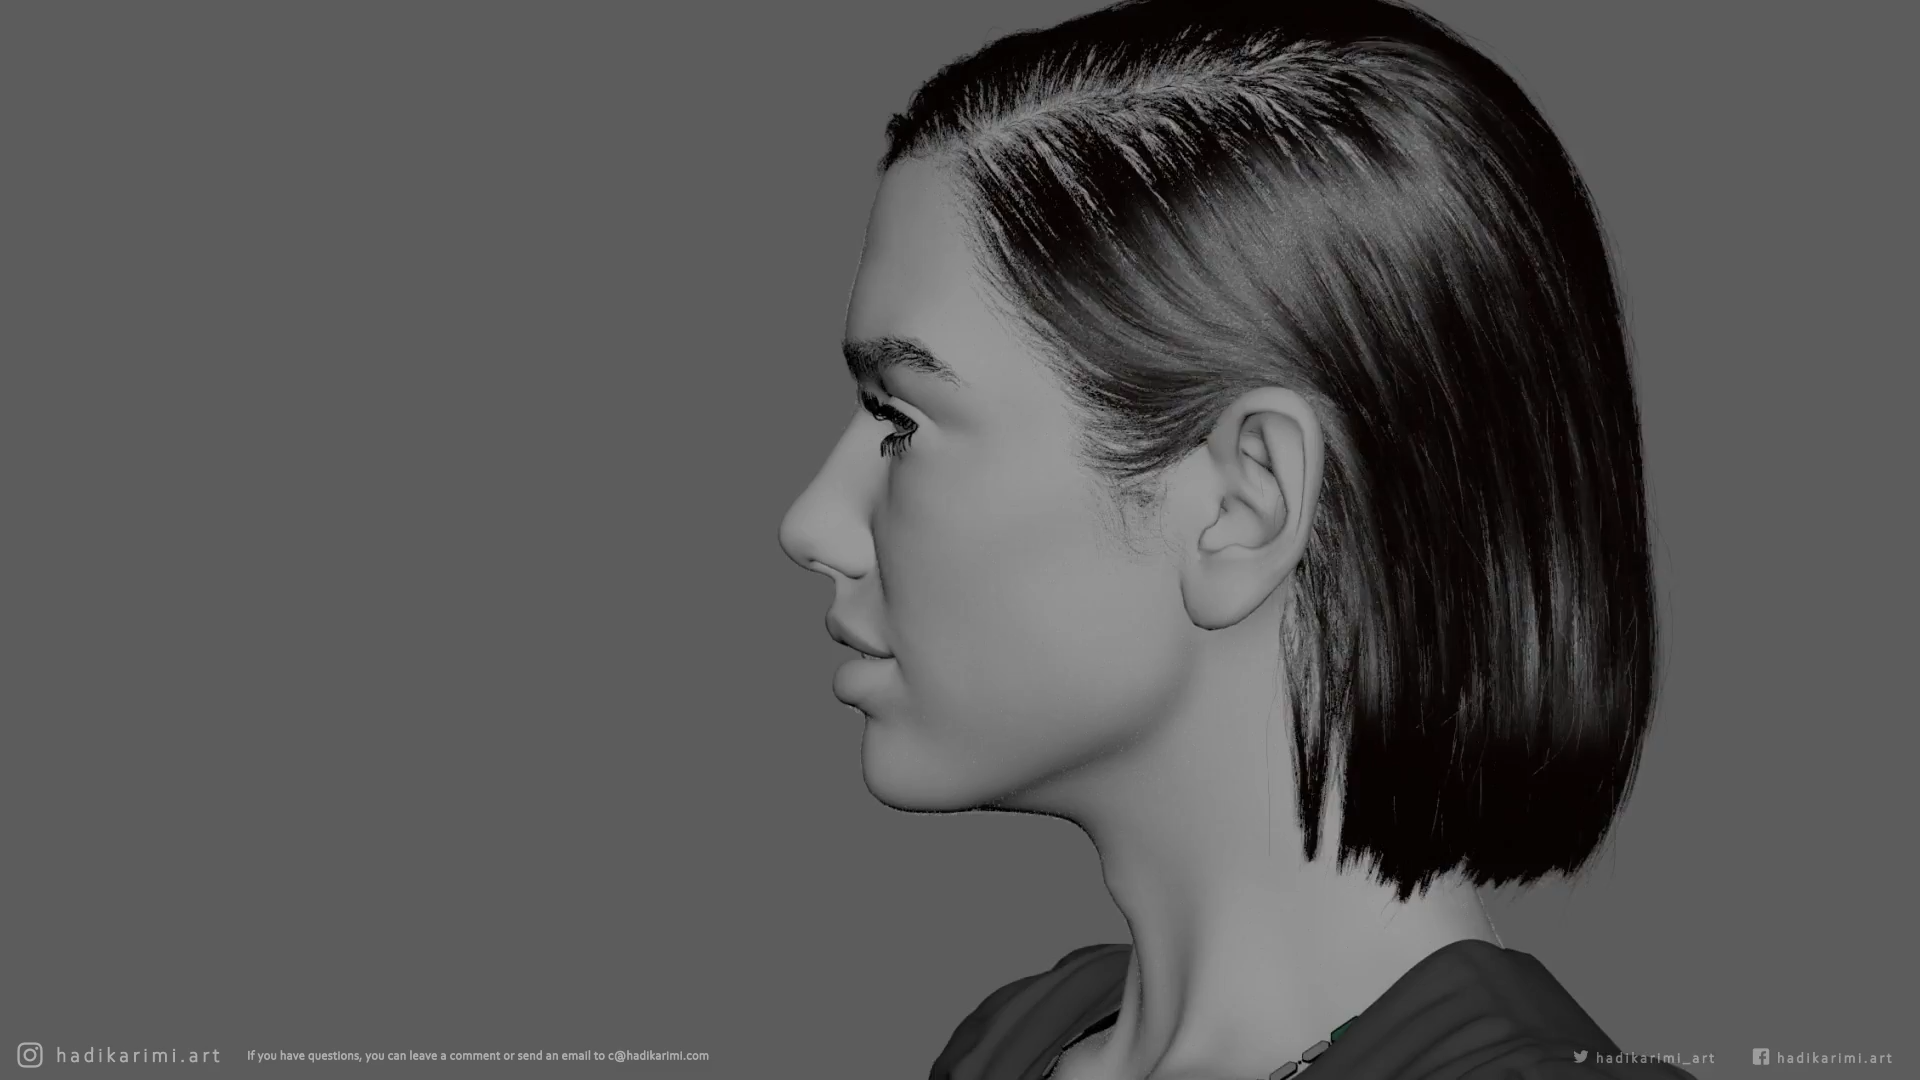 hadikarimi.art
If you have questions, you can leave a comment or send an email to c@hadikarimi.com
hadikarimi_art
hadikarimi.art